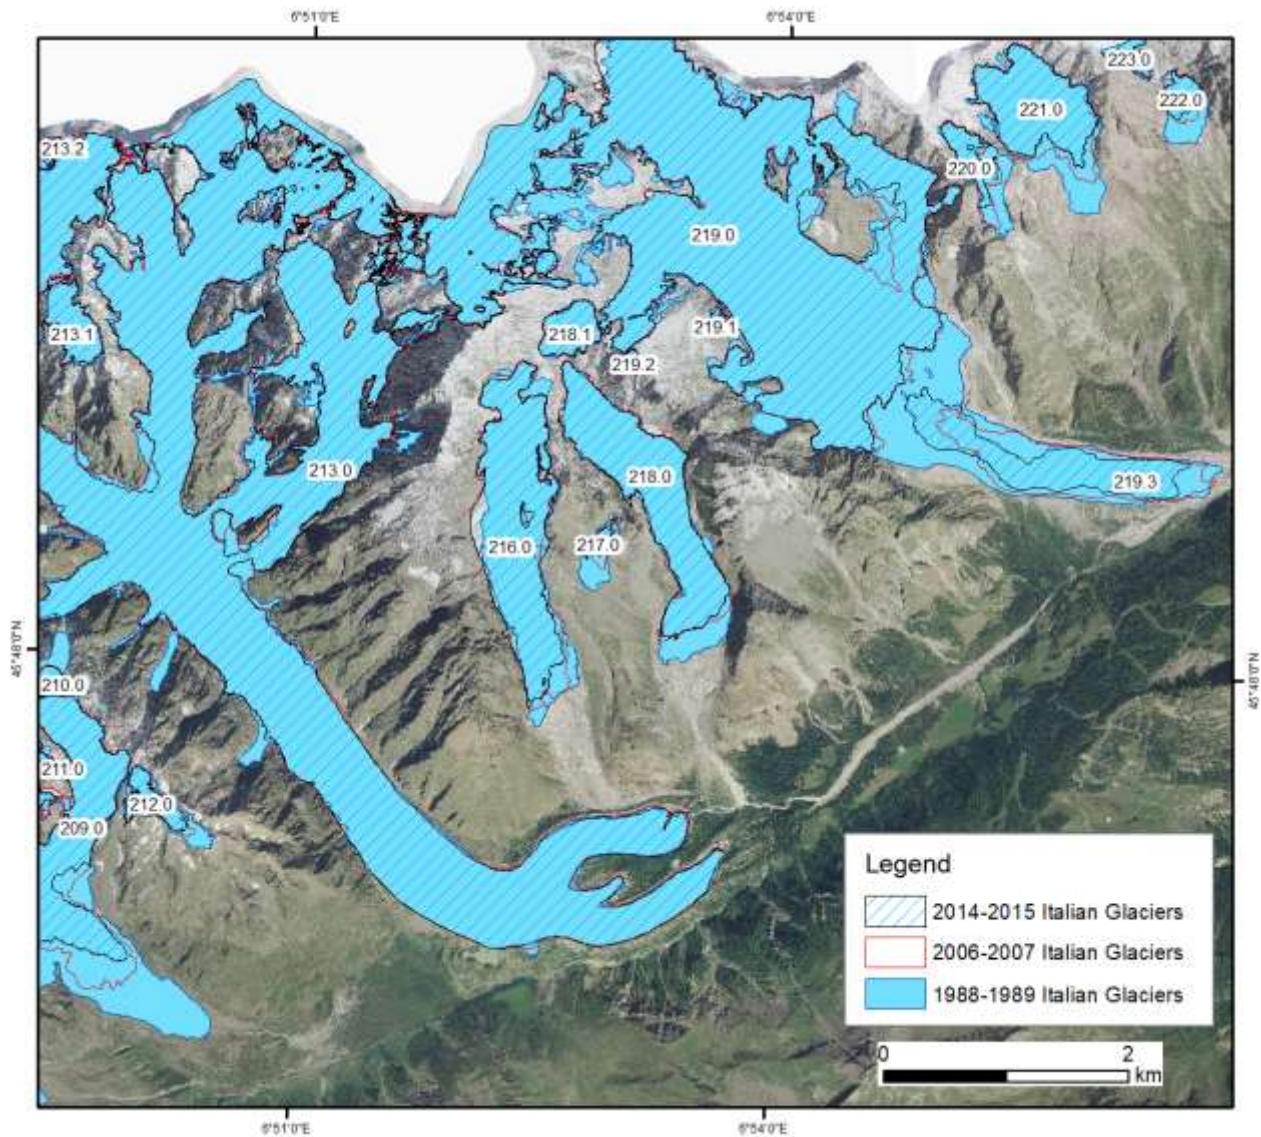 6°51'0"E
6°54'0"E
223.0
222.0
221.0
213.2
220.0
219.0
213.1
218.1
219.1
219.2
213.0
218.0
219.3
216.0
217.0
45°48'0"N
45°48'0"N
210.0
211.0
212.0
209.0
Legend
2014-2015 Italian Glaciers
2006-2007 Italian Glaciers
1988-1989 Italian Glaciers
0 2
km
6°51'0"E
6°54'0"E